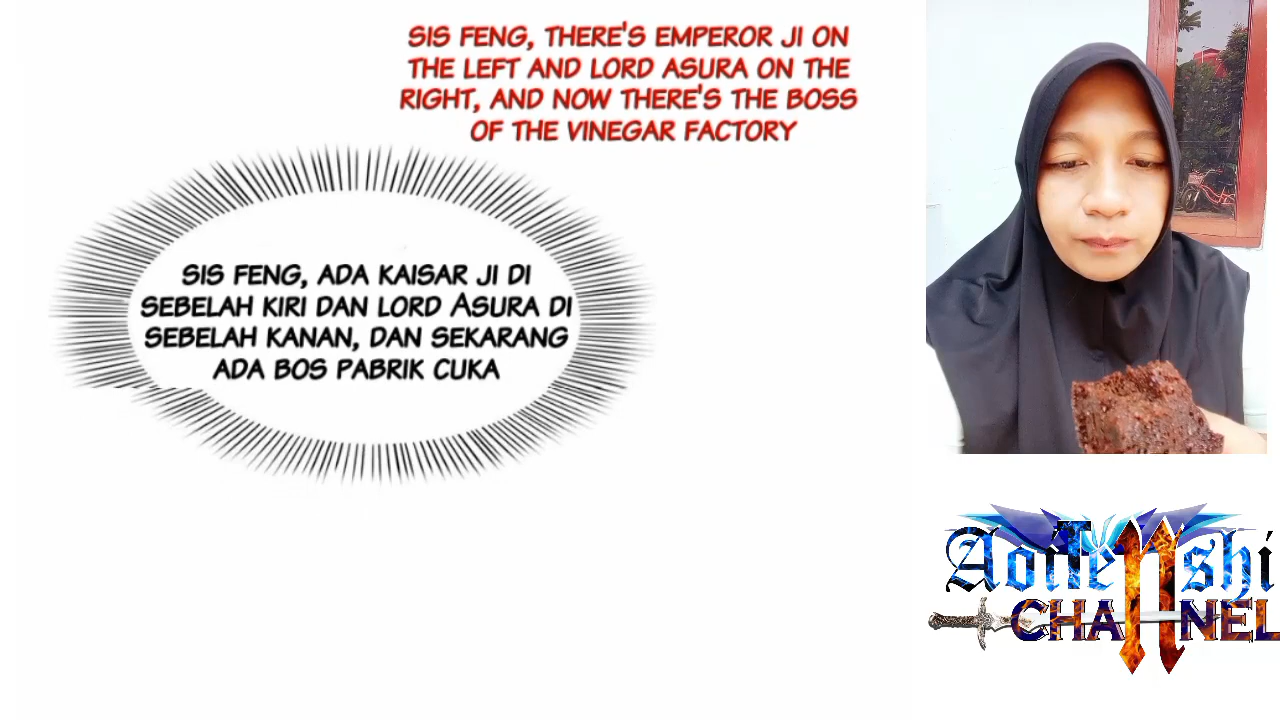 SIS FENG, THERE'S EMPEROR JI ON
THE LEFT AND LORD ASURA ON THE
RIGHT, AND NOW THERE'S THE BOSS
OF THE VINEGAR FACTORY
SIS FENG, ADA KAISAR JI DI
SEBELAH KIRI DAN LORD ASURA DI
SEBELAH KANAN, DAN SEKARANG
ADA BOS PABRIK CUKA
AoiTenshi
CHANNEL